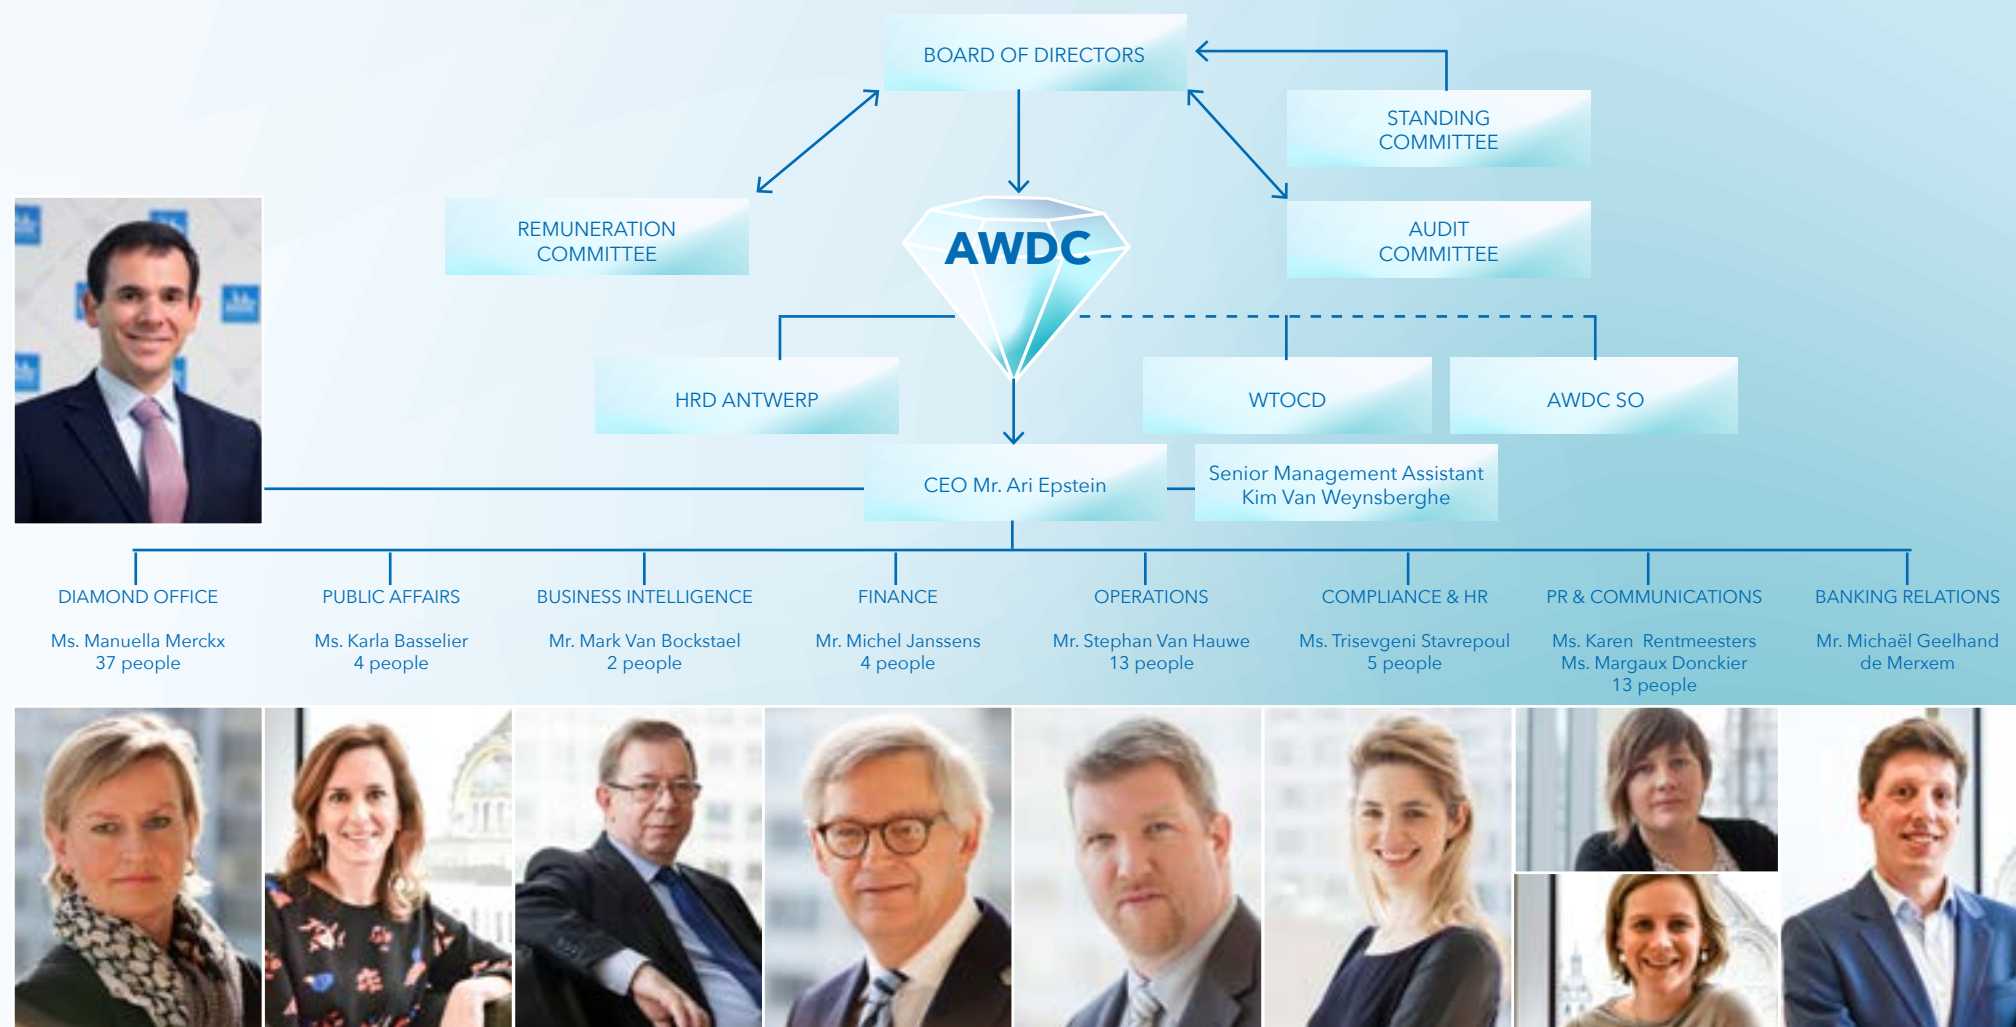 BOARD OF DIRECTORS
STANDING
COMMITTEE
REMUNERATION
COMMITTEE
AWDC
AUDIT
COMMITTEE
HRD ANTWERP
WTOCD
AWDC SO
CEO Mr. Ari Epstein
Senior Management Assistant
Kim Van Weynsberghe
DIAMOND OFFICE
Ms. Manuella Merckx
37 people
PUBLIC AFFAIRS
Ms. Karla Basselier
4 people
BUSINESS INTELLIGENCE
Mr. Mark Van Bockstael
2 people
FINANCE
Mr. Michel Janssens
4 people
OPERATIONS
Mr. Stephan Van Hauwe
13 people
COMPLIANCE & HR
Ms. Trisevgeni Stavrepoul
5 people
PR & COMMUNICATIONS
Ms. Karen Rentmeesters
Ms. Margaux Donckier
13 people
BANKING RELATIONS
Mr. Michaël Geelhand
de Merxem